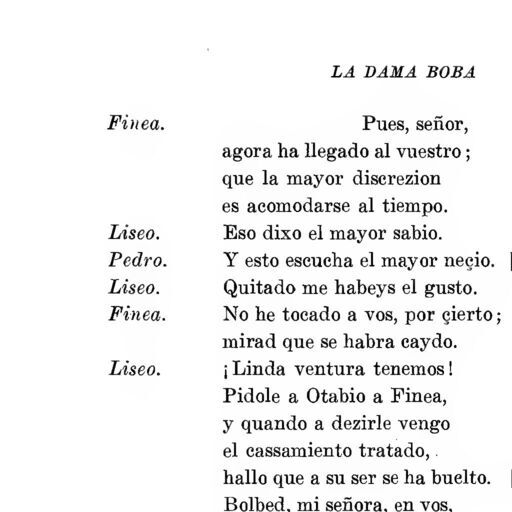 LA DAMA BOBA
Finea. Pues, señor,
agora ha llegado al vuestro;
que la mayor discrezion
es acomodarse al tiempo.
Liseo. Eso dixo el mayor sabio.
Pedro. Y esto escucha el mayor neçio.
Liseo. Quitado me habeys el gusto.
Finea. No he tocado a vos, por çierto;
mirad que se habra caydo.
Liseo. ¡Linda ventura tenemos!
Pidole a Otabio a Finea,
y quando a dezirle vengo
el cassamiento tratado,
hallo que a su ser se ha buelto.
Bolbed, mi señora, en vos,